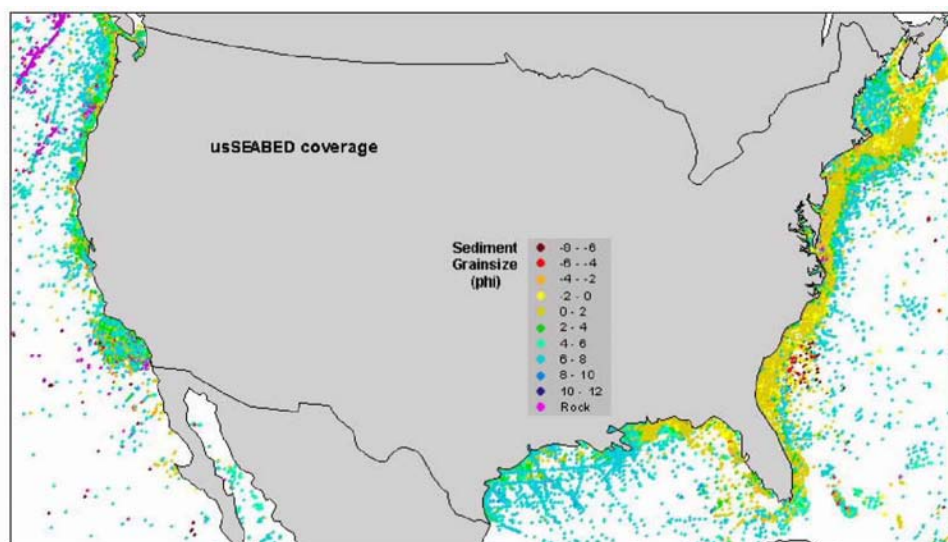 usSEABED coverage
Sediment
Grainsize
(phi)
-8 - -6
-6 - -4
-4 - -2
-2 - 0
0 - 2
2 - 4
4 - 6
6 - 8
8 - 10
10 - 12
Rock